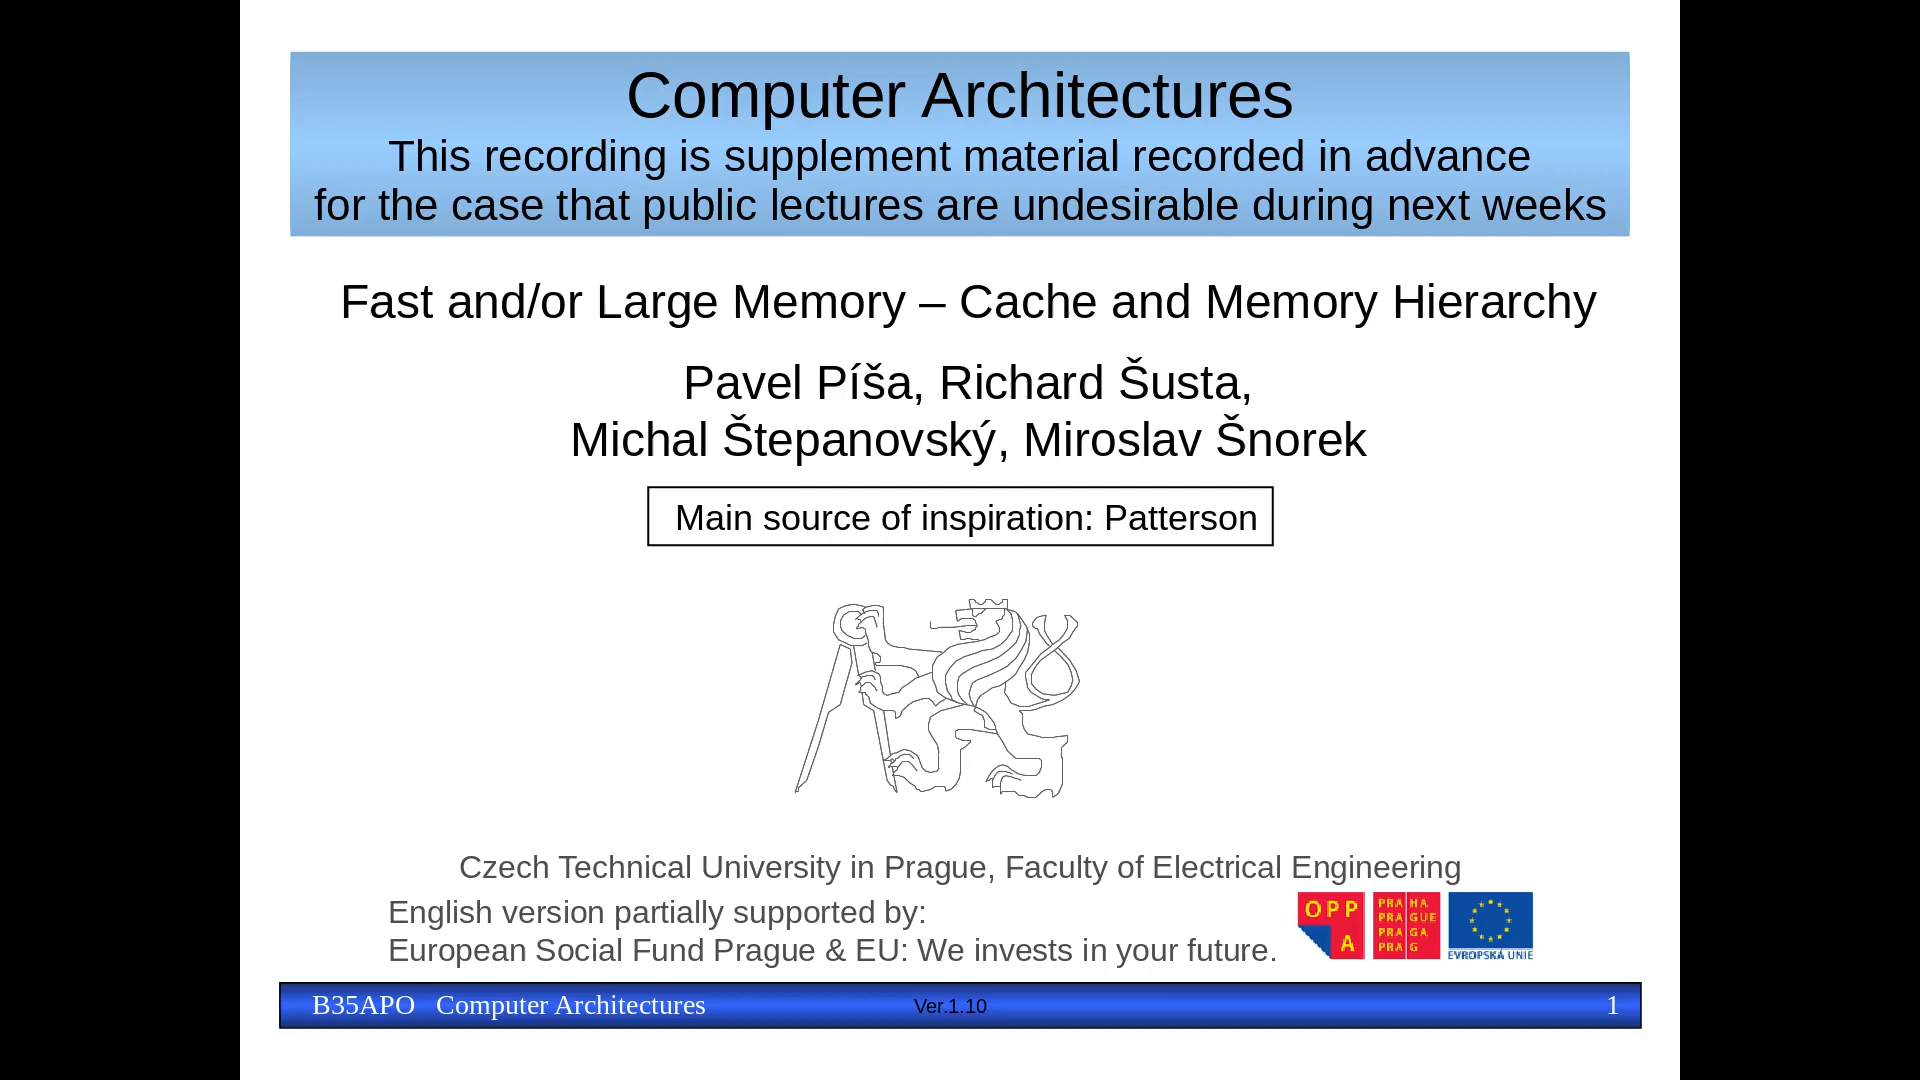 Computer Architectures
This recording is supplement material recorded in advance
for the case that public lectures are undesirable during next weeks
Fast and/or Large Memory – Cache and Memory Hierarchy
Pavel Píša, Richard Šusta,
Michal Štepanovský, Miroslav Šnorek
Main source of inspiration: Patterson
Czech Technical University in Prague, Faculty of Electrical Engineering
English version partially supported by:
European Social Fund Prague & EU: We invests in your future.
OPP
A
PRA HA
PRA GUE
PRA GA
PRA G
EVROPSKÁ UNIE
B35APO Computer Architectures Ver.1.10 1